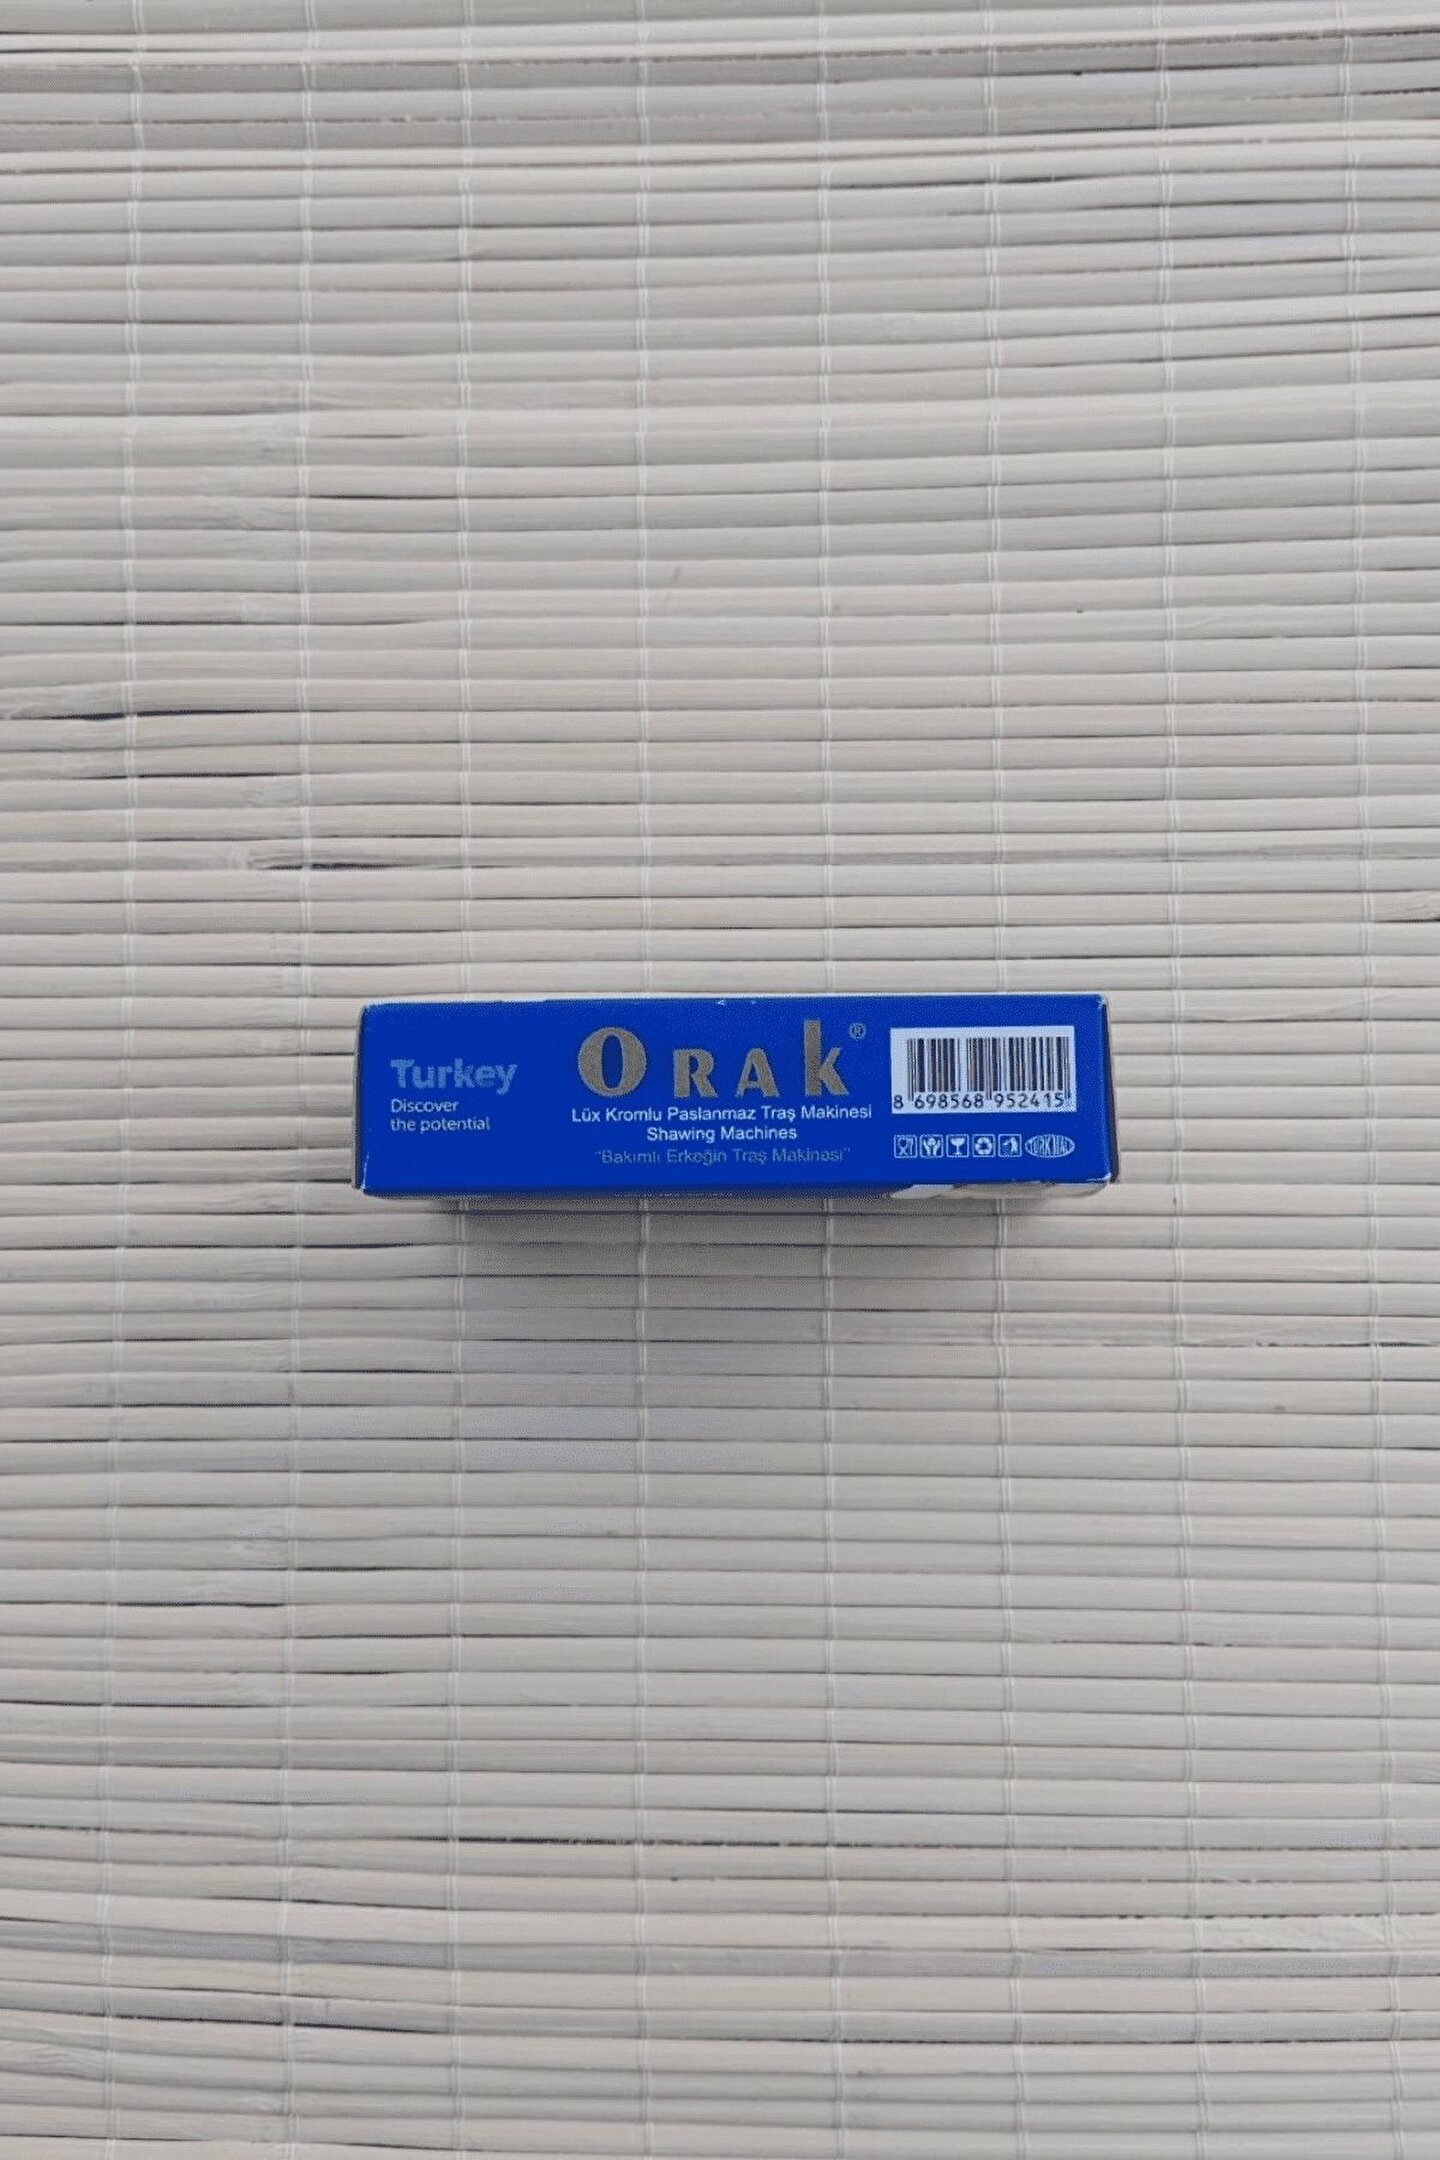 Turkey
Discover
the potential
ORAk®
Lüx Kromlu Paslanmaz Traş Makinesi
Shawing Machines
"Bakımlı Erkeğin Traş Makinesi"
8 698568 952415
TURKMALI